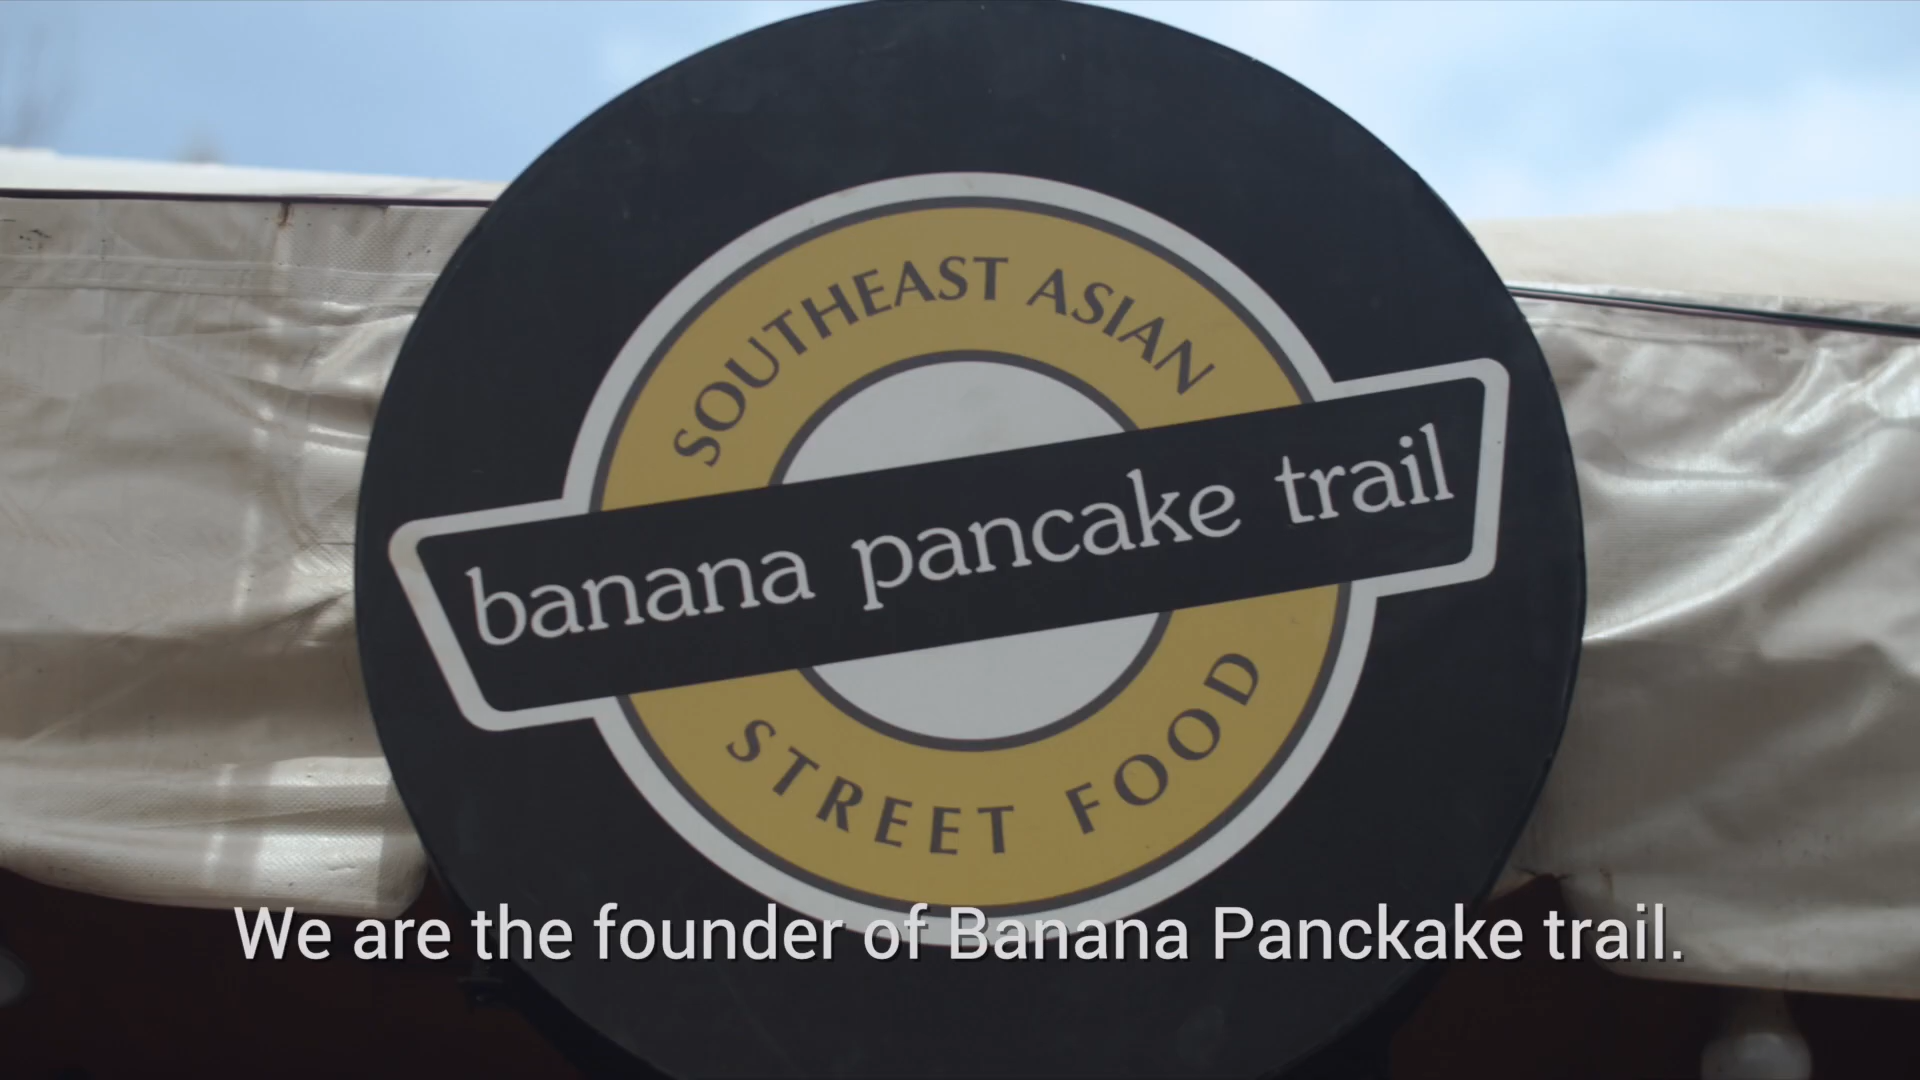 SOUTHEAST ASIAN
banana pancake trail
STREET FOOD
We are the founder of Banana Panckake trail.